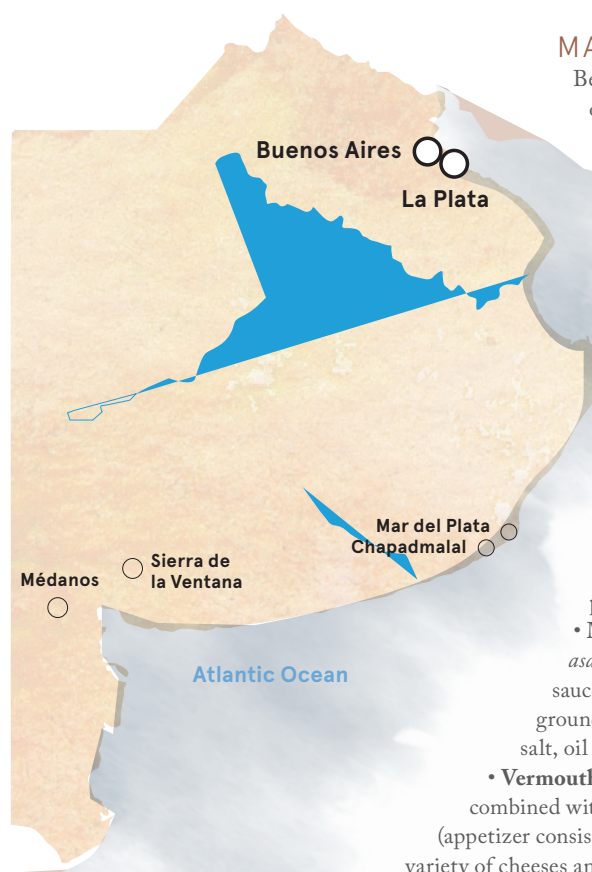 MA
Be
Buenos Aires
La Plata
Mar del Plata
Chapadmalal
Sierra de
la Ventana
Médanos
Atlantic Ocean
asa
sauc
ground
salt, oil
• Vermouth
combined wit
(appetizer consis
variety of cheeses an